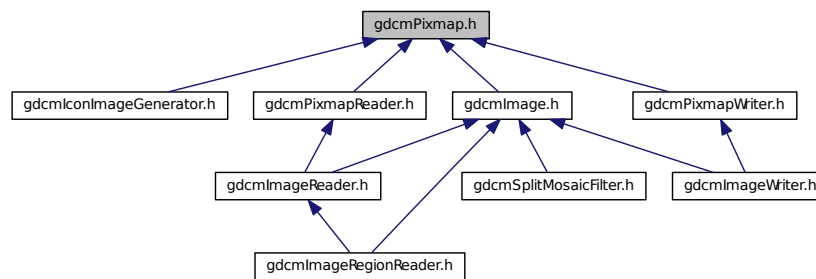 gdcmPixmap.h
gdcmIconImageGenerator.h
gdcmPixmapReader.h
gdcmImage.h
gdcmPixmapWriter.h
gdcmImageReader.h
gdcmSplitMosaicFilter.h
gdcmImageWriter.h
gdcmImageRegionReader.h